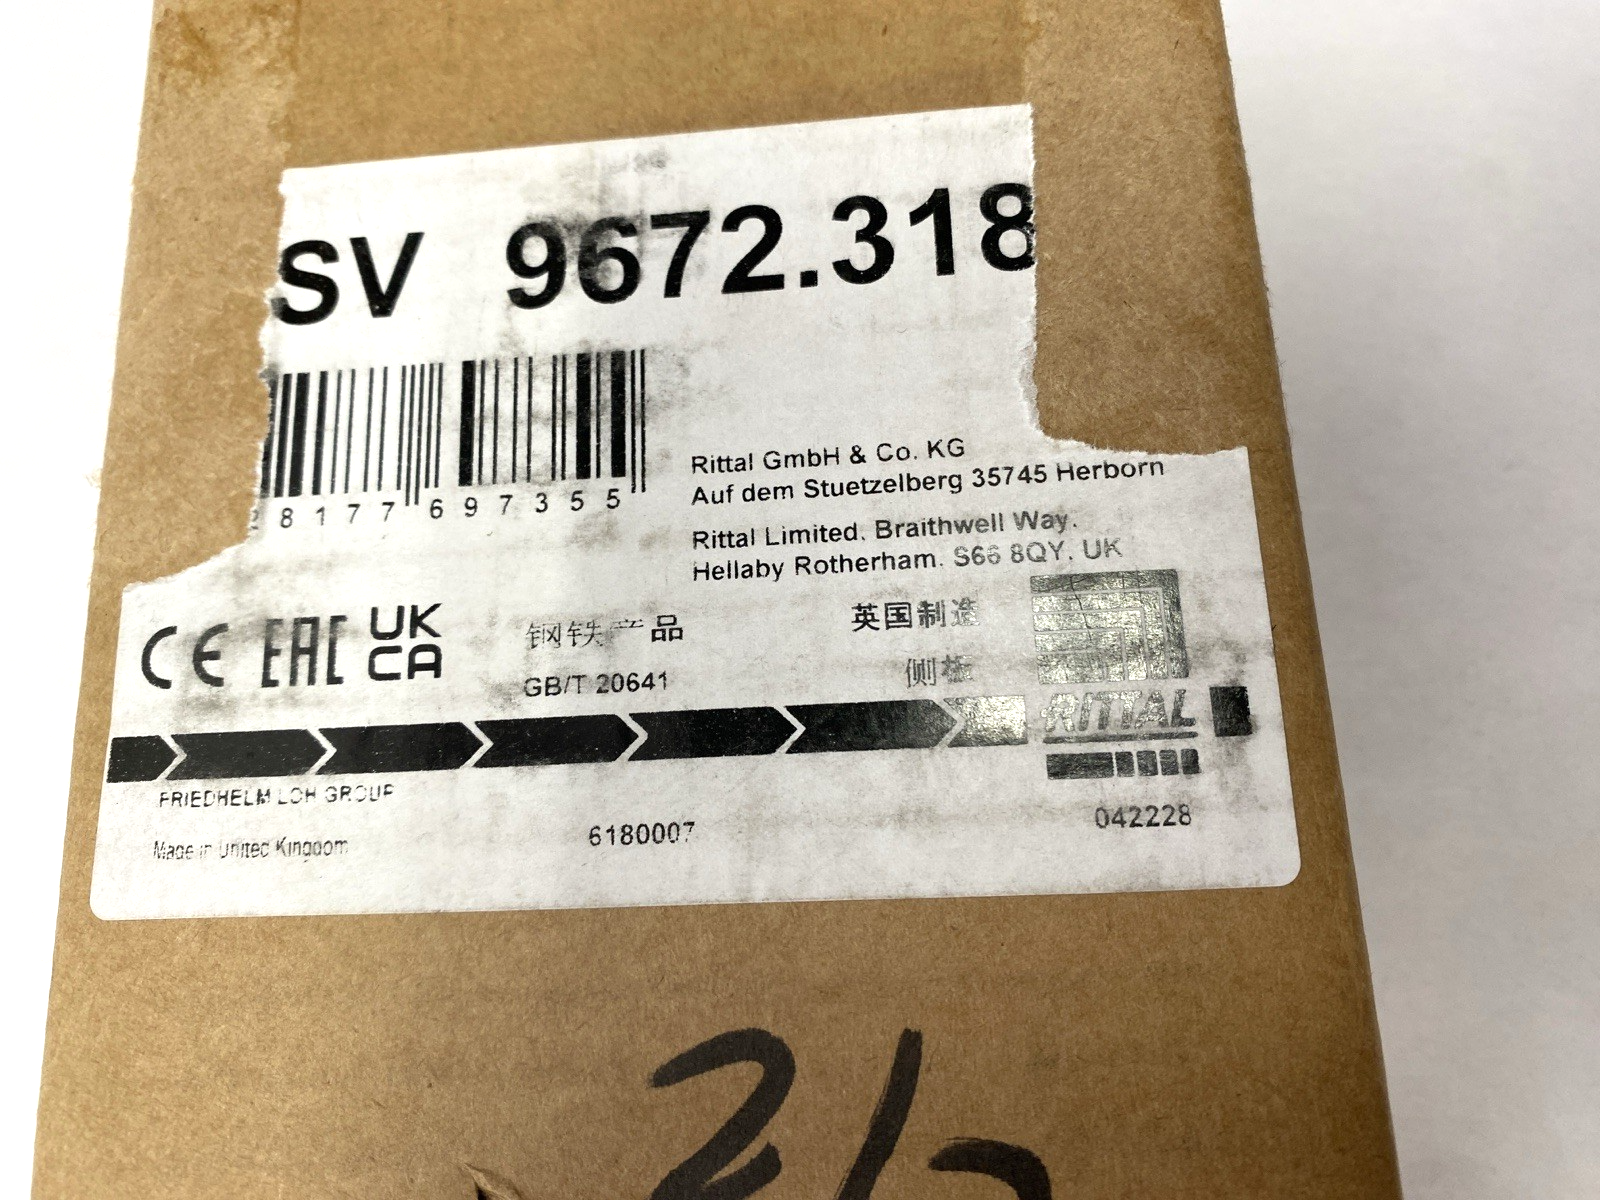 SV 9672.318
8177697355
Rittal GmbH & Co. KG
Auf dem Stuetzelberg 35745 Herborn
Rittal Limited, Braithwell Way,
Hellaby Rotherham. S66 8QY, UK
CE EAC UK
CA
钢铁产品
英国制造
GB/T 20641
侧板
RITTAL
FRIEDHELM LOH GROUP
Made in United Kingdom
6180007
042228
2/